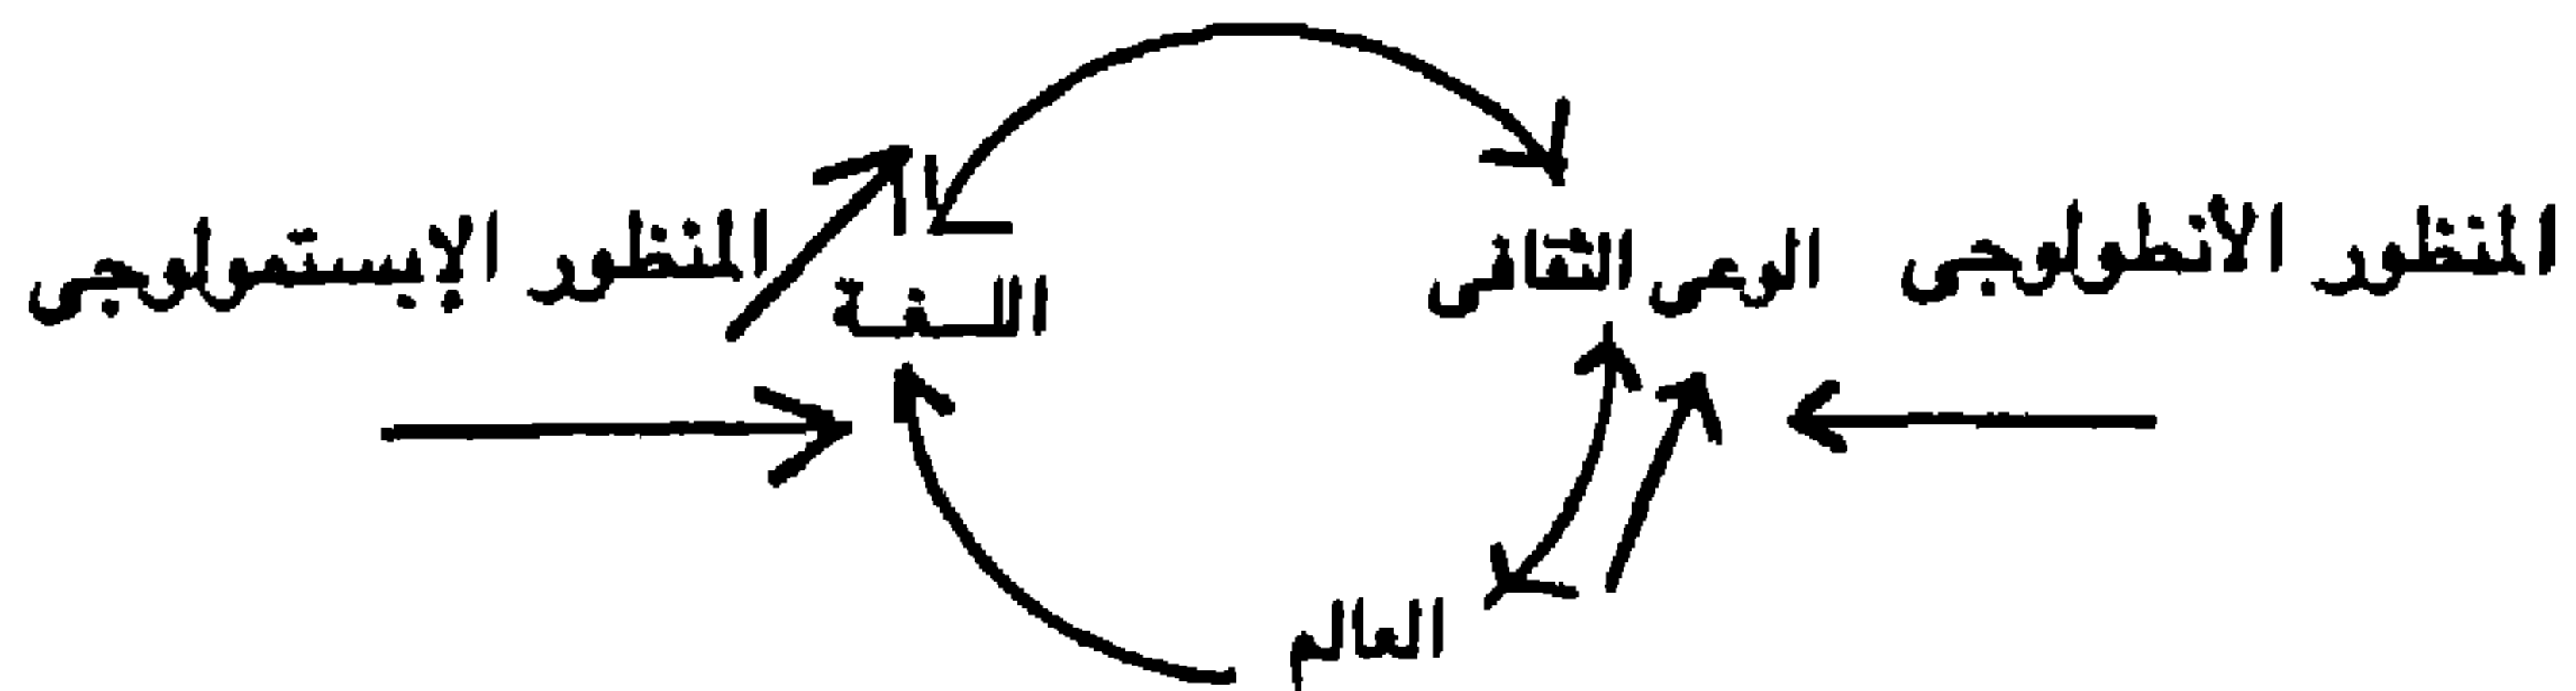 المنظور الأنطولوجى
الوعى الثقافى
اللغة
المنظور الإبستمولوجى
العالم